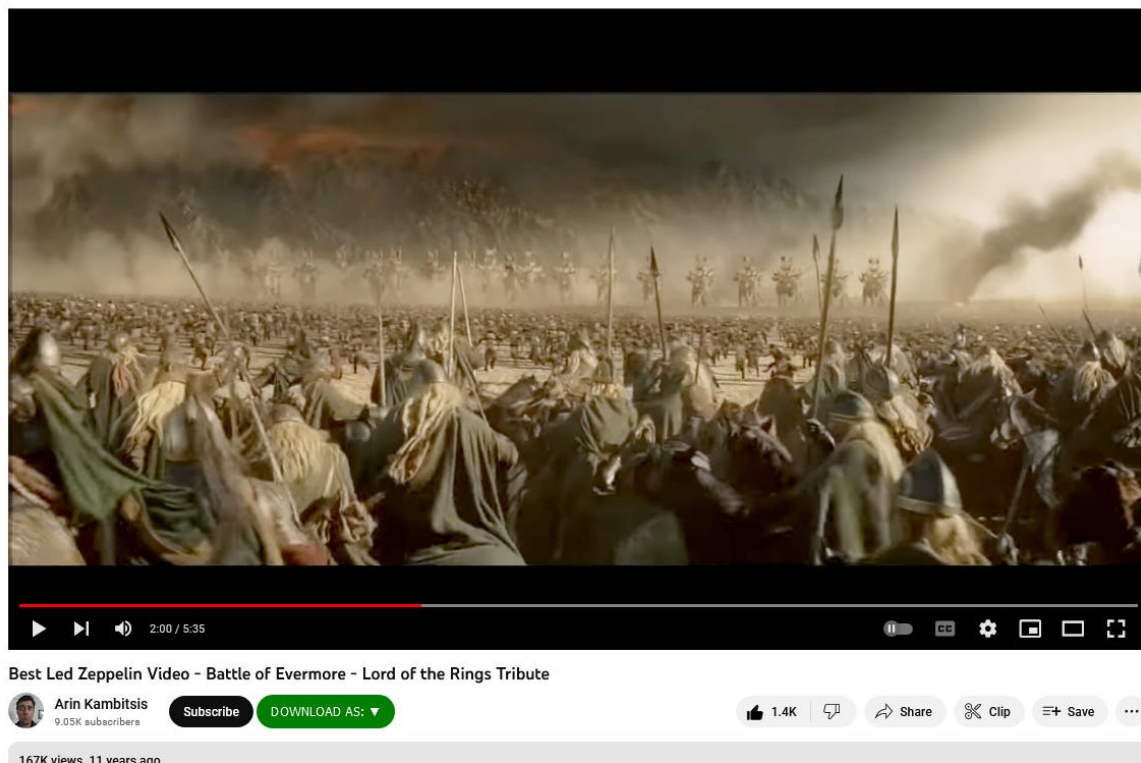 2:00 / 5:35
CC
Best Led Zeppelin Video - Battle of Evermore - Lord of the Rings Tribute
Arin Kambitsis
9.05K subscribers
Subscribe
DOWNLOAD AS: ▼
1.4K
Share
Clip
Save
167K views 11 years ago